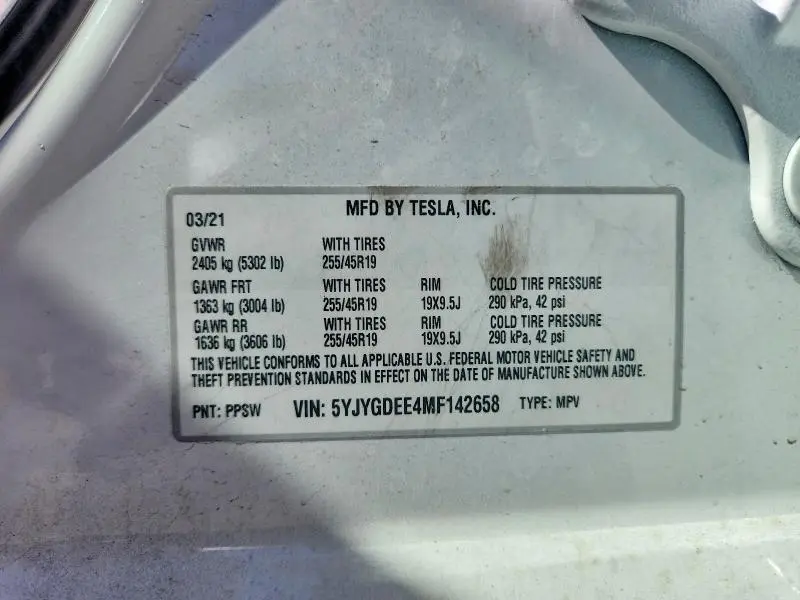 MFD BY TESLA, INC.
03/21
GVWR WITH TIRES
2405 kg (5302 lb) 255/45R19
GAWR FRT WITH TIRES RIM COLD TIRE PRESSURE
1363 kg (3004 lb) 255/45R19 19X9.5J 290 kPa, 42 psi
GAWR RR WITH TIRES RIM COLD TIRE PRESSURE
1636 kg (3606 lb) 255/45R19 19X9.5J 290 kPa, 42 psi
THIS VEHICLE CONFORMS TO ALL APPLICABLE U.S. FEDERAL MOTOR VEHICLE SAFETY AND
THEFT PREVENTION STANDARDS IN EFFECT ON THE DATE OF MANUFACTURE SHOWN ABOVE.
PNT: PPSW VIN: 5YJYGDEE4MF142658 TYPE: MPV